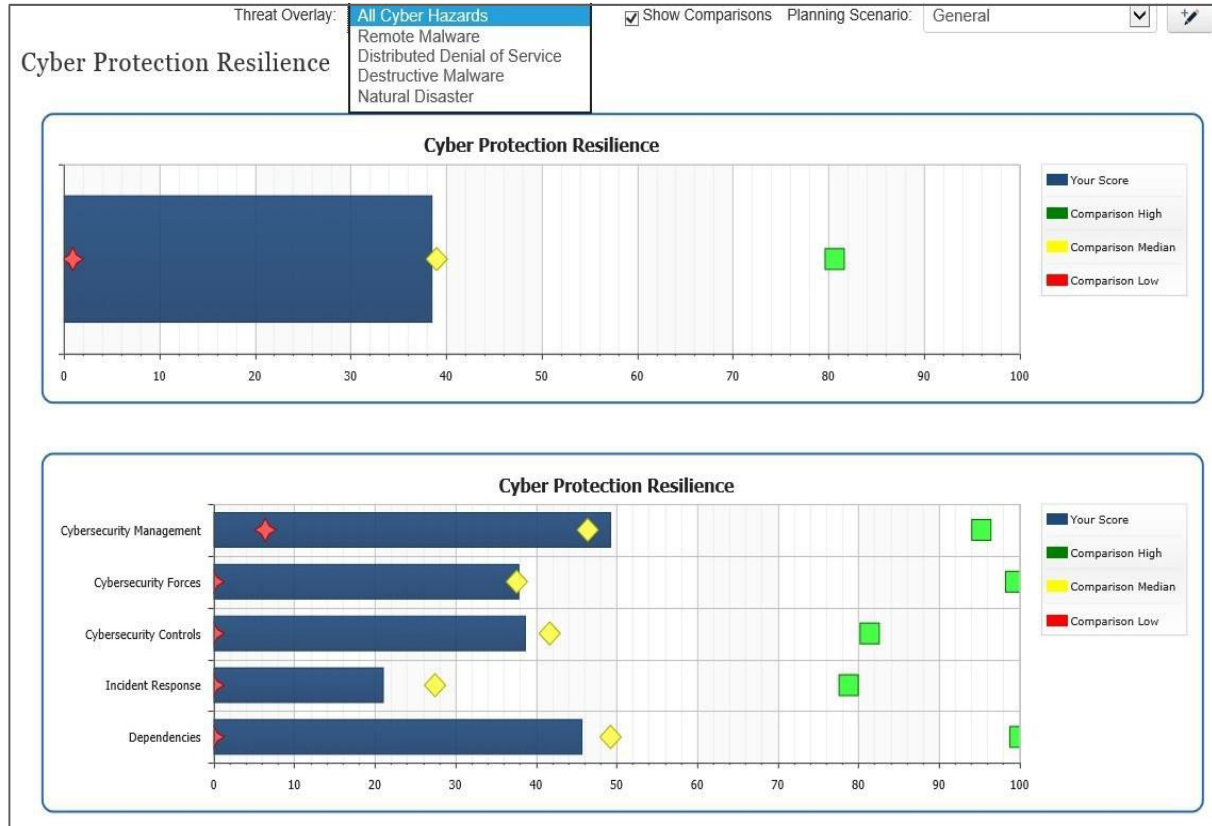 Threat Overlay: All Cyber Hazards Show Comparisons Planning Scenario: General
Remote Malware
Distributed Denial of Service
Destructive Malware
Natural Disaster
Cyber Protection Resilience
Cyber Protection Resilience
Your Score
Comparison High
Comparison Median
Comparison Low
0 10 20 30 40 50 60 70 80 90 100
Cyber Protection Resilience
Cybersecurity Management
Cybersecurity Forces
Cybersecurity Controls
Incident Response
Dependencies
Your Score
Comparison High
Comparison Median
Comparison Low
0 10 20 30 40 50 60 70 80 90 100